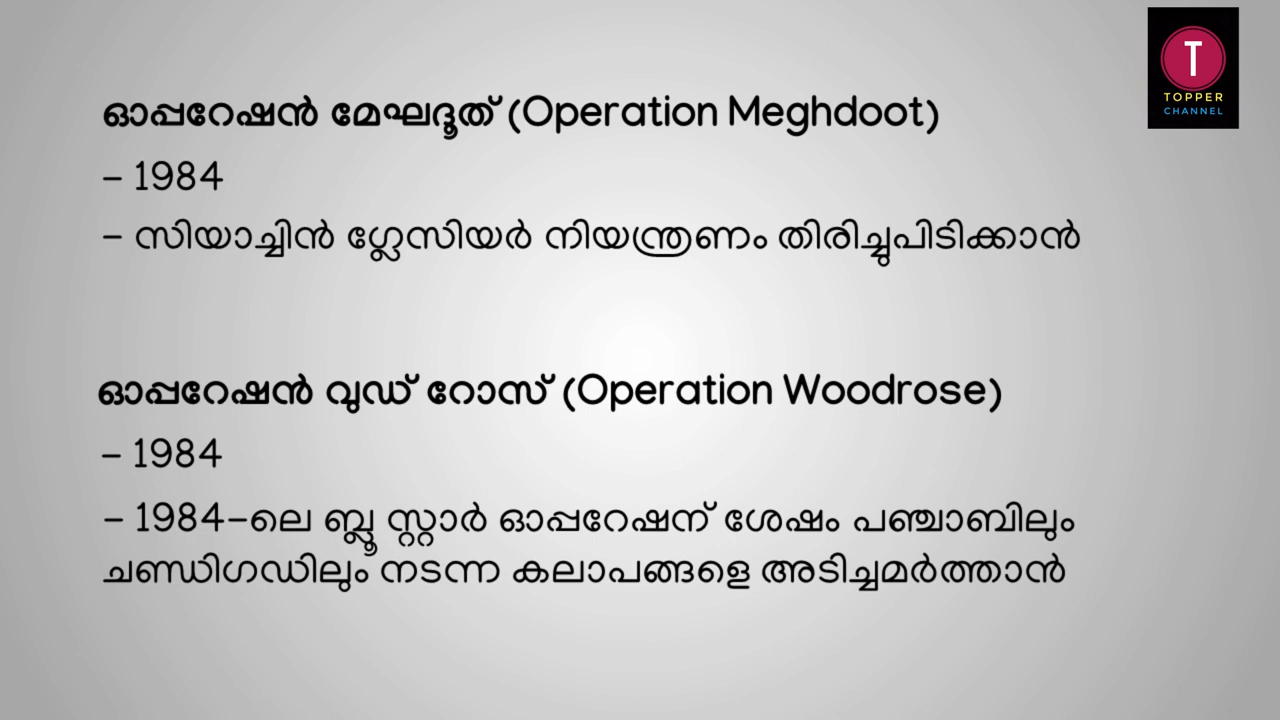 T
TOPPER
CHANNEL
ഓപ്പറേഷൻ മേഘദൂത് (Operation Meghdoot)
- 1984
- സിയാച്ചിൻ ഗ്ലേസിയർ നിയന്ത്രണം തിരിച്ചുപിടിക്കാൻ
ഓപ്പറേഷൻ വുഡ് റോസ് (Operation Woodrose)
- 1984
- 1984-ലെ ബ്ലൂ സ്റ്റാർ ഓപ്പറേഷന് ശേഷം പഞ്ചാബിലും
ചണ്ഡിഗഡിലും നടന്ന കലാപങ്ങളെ അടിച്ചമർത്താൻ